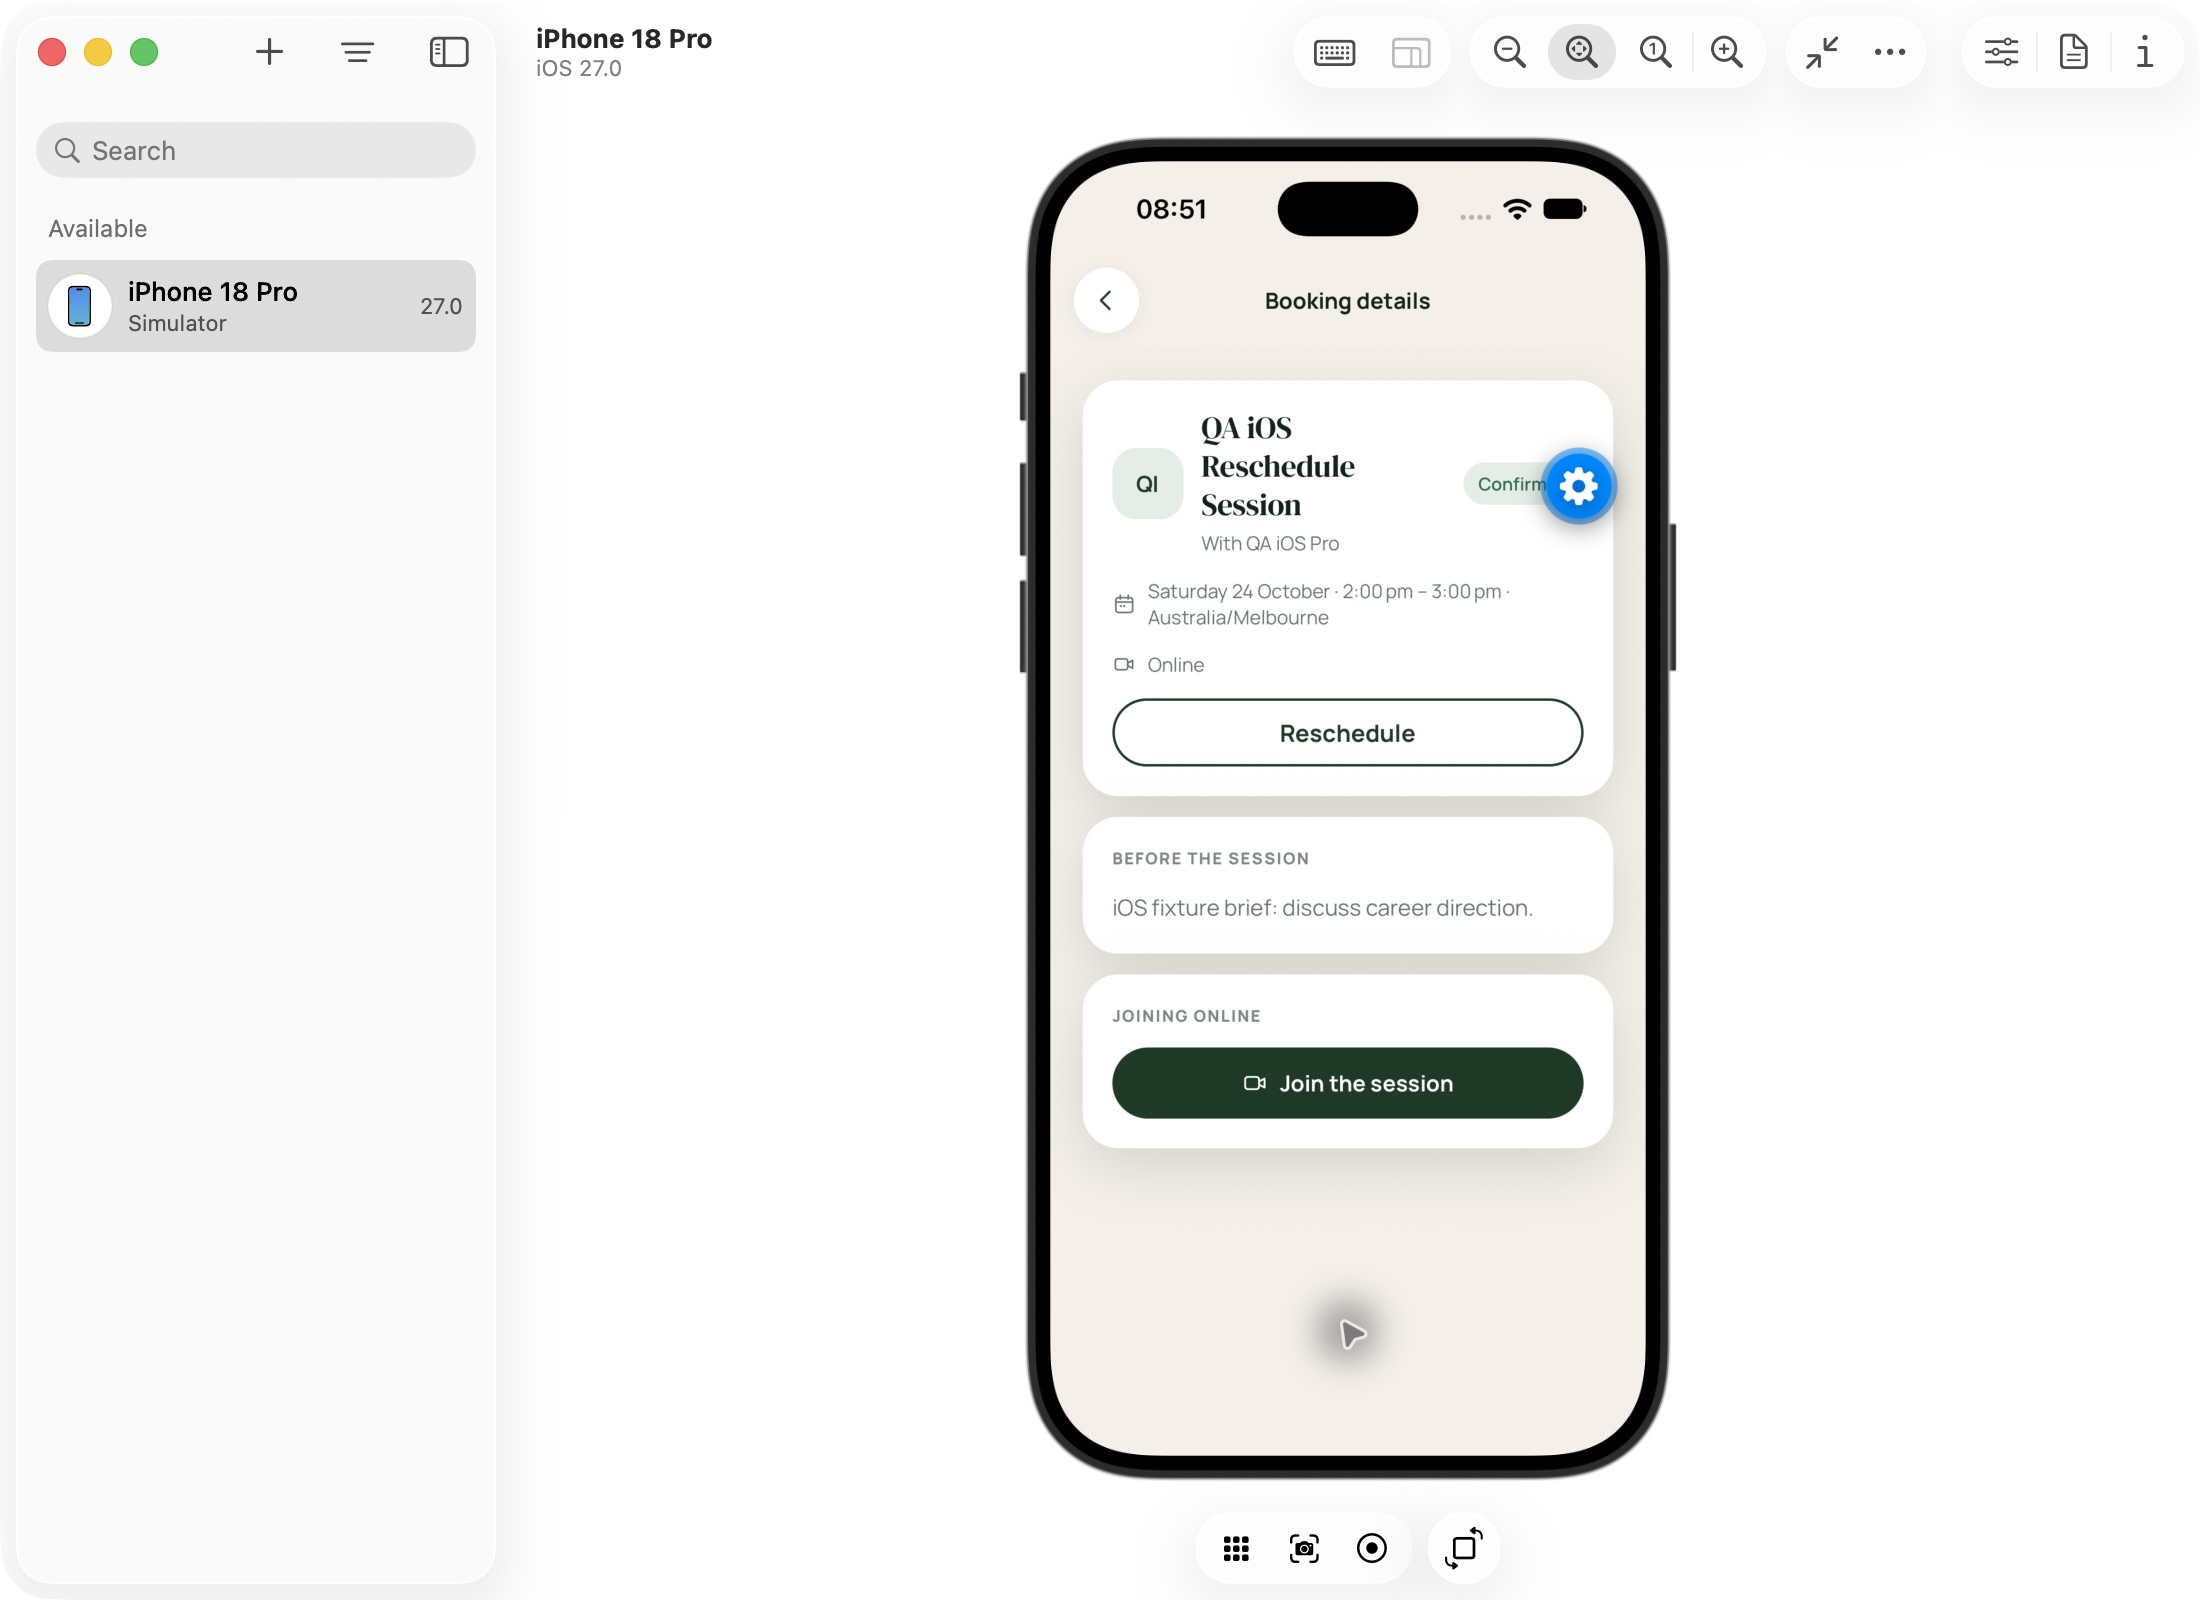 iPhone 18 Pro
iOS 27.0
Search
Available
iPhone 18 Pro
Simulator
27.0
08:51
Booking details
QI
QA iOS
Reschedule
Session
Confirm
With QA iOS Pro
Saturday 24 October · 2:00 pm – 3:00 pm ·
Australia/Melbourne
Online
Reschedule
BEFORE THE SESSION
iOS fixture brief: discuss career direction.
JOINING ONLINE
Join the session